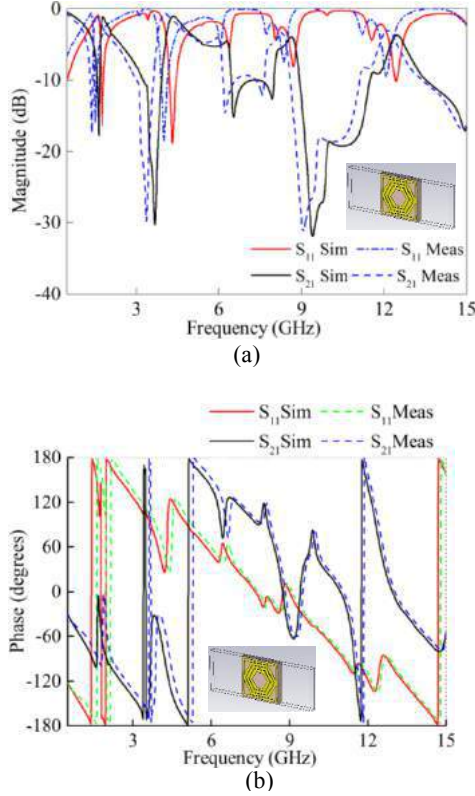 0
-10
-20
-30
-40
Magnitude (dB)
S11 Sim S11 Meas
S21 Sim S21 Meas
3 6 9 12 15
Frequency (GHz)
(a)
S11Sim S11Meas
S21Sim S21Meas
180
120
60
0
-60
-120
-180
Phase (degrees)
3 6 9 12 15
Frequency (GHz)
(b)